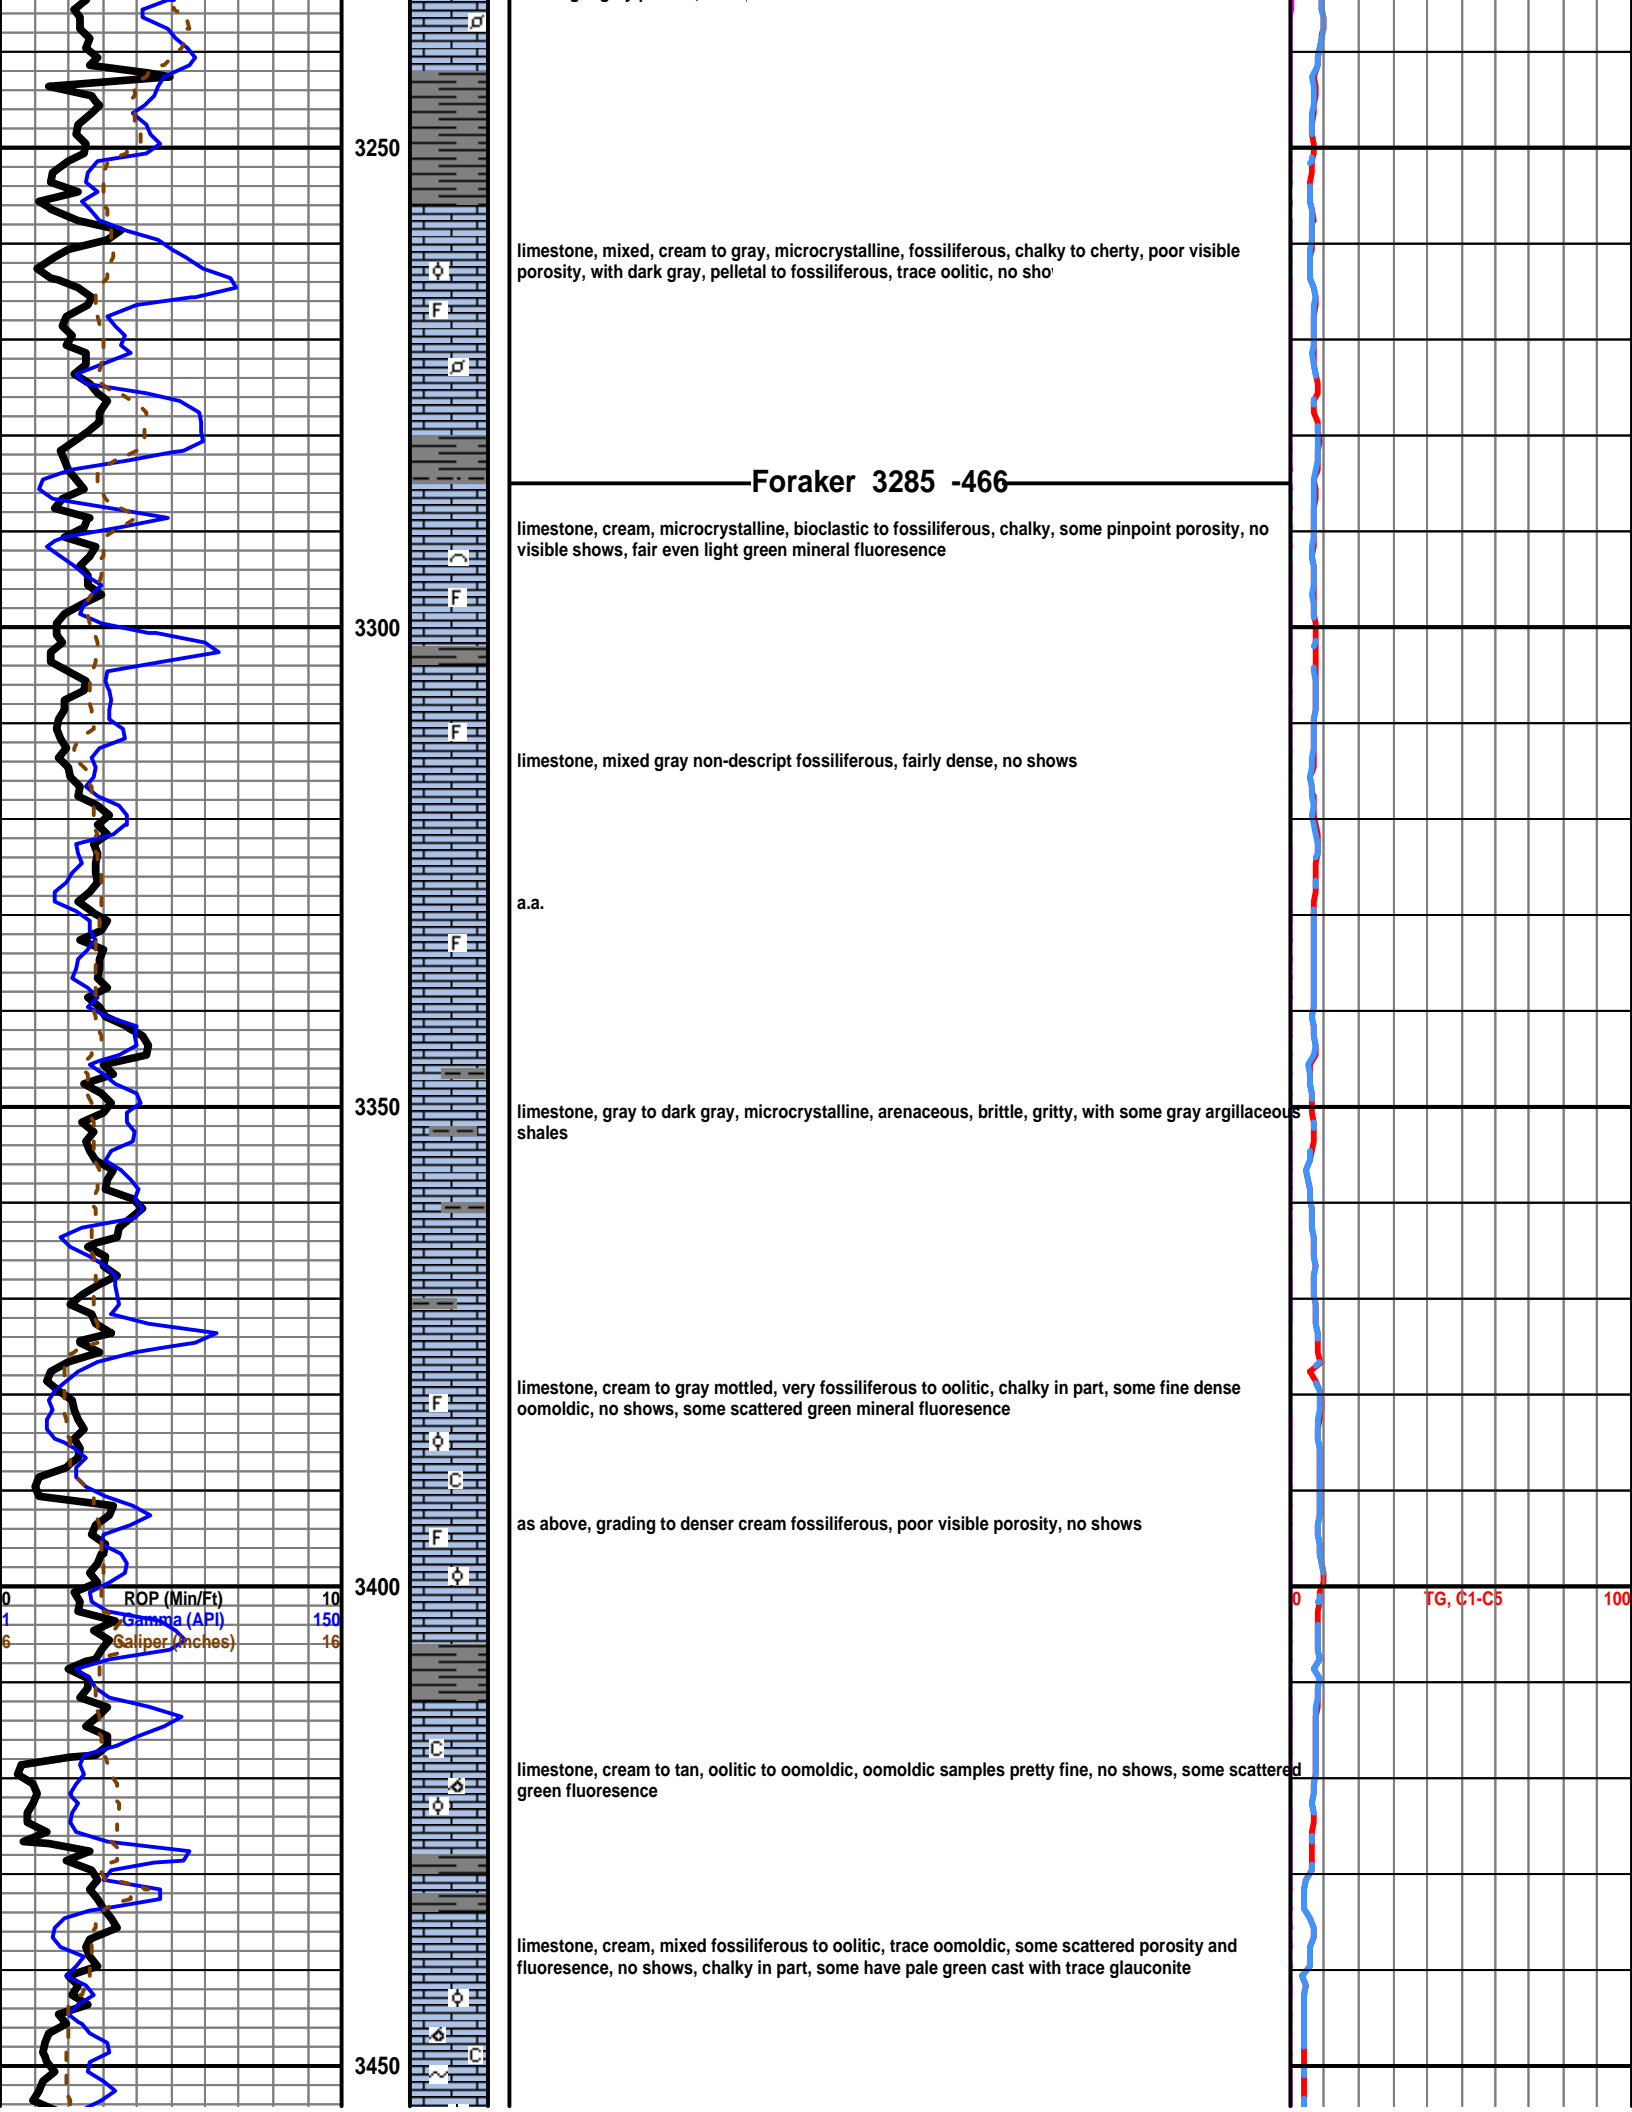 3250
limestone, mixed, cream to gray, microcrystalline, fossiliferous, chalky to cherty, poor visible
porosity, with dark gray, pelletal to fossiliferous, trace oolitic, no sho
F
Foraker 3285 -466
limestone, cream, microcrystalline, bioclastic to fossiliferous, chalky, some pinpoint porosity, no
visible shows, fair even light green mineral fluoresence
F
3300
F
limestone, mixed gray non-descript fossiliferous, fairly dense, no shows
a.a.
F
3350
limestone, gray to dark gray, microcrystalline, arenaceous, brittle, gritty, with some gray argillaceous
shales
limestone, cream to gray mottled, very fossiliferous to oolitic, chalky in part, some fine dense
oomoldic, no shows, some scattered green mineral fluoresence
F
C
as above, grading to denser cream fossiliferous, poor visible porosity, no shows
F
3400
0 ROP (Min/Ft) 10
1 Gamma (API) 150
6 Caliper (inches) 16
0 TG, C1-C5 100
C
limestone, cream to tan, oolitic to oomoldic, oomoldic samples pretty fine, no shows, some scattered
green fluoresence
limestone, cream, mixed fossiliferous to oolitic, trace oomoldic, some scattered porosity and
fluoresence, no shows, chalky in part, some have pale green cast with trace glauconite
C
3450